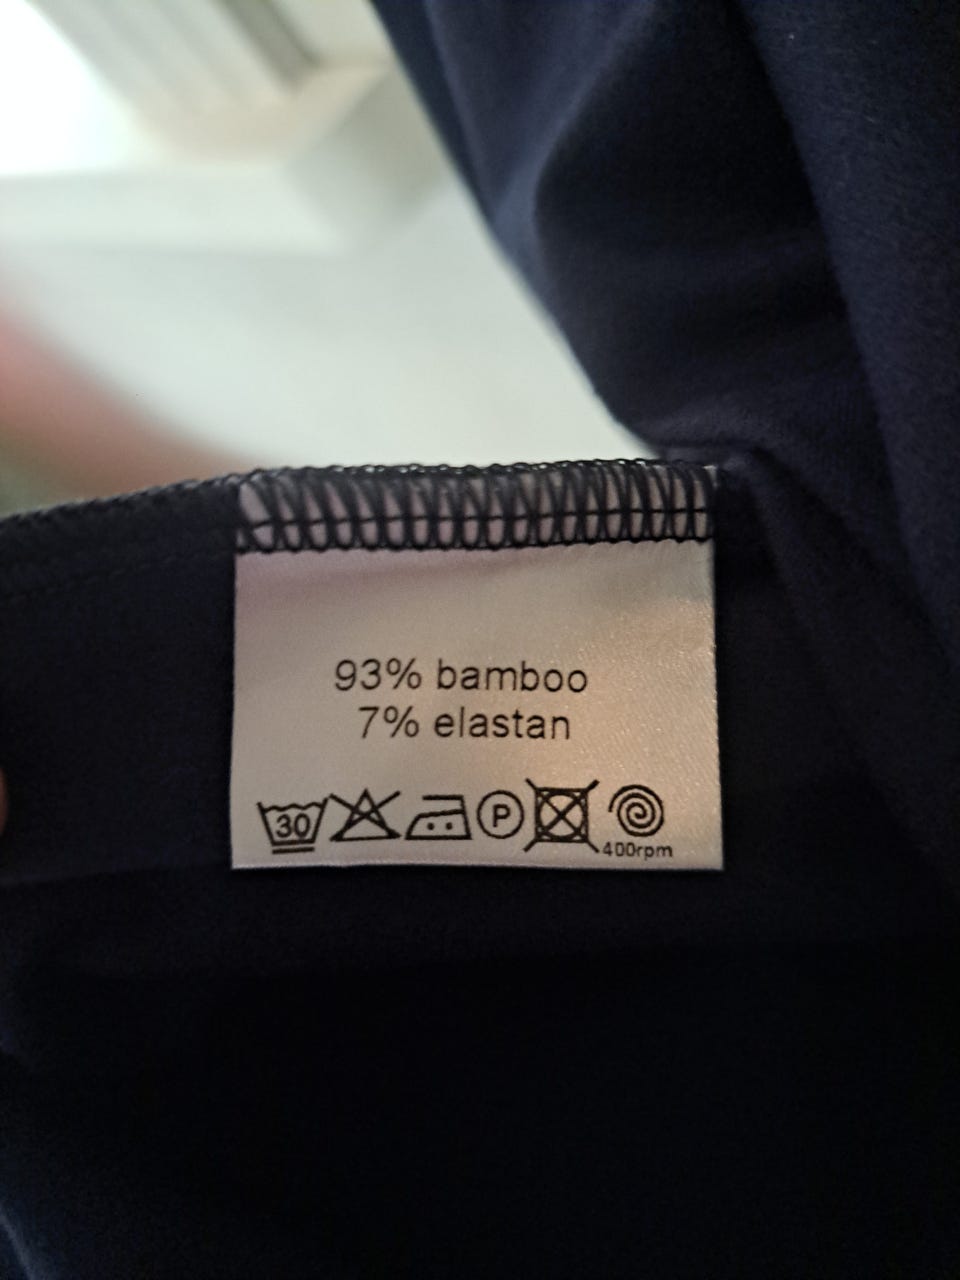 93% bamboo
7% elastan
30 P
400rpm